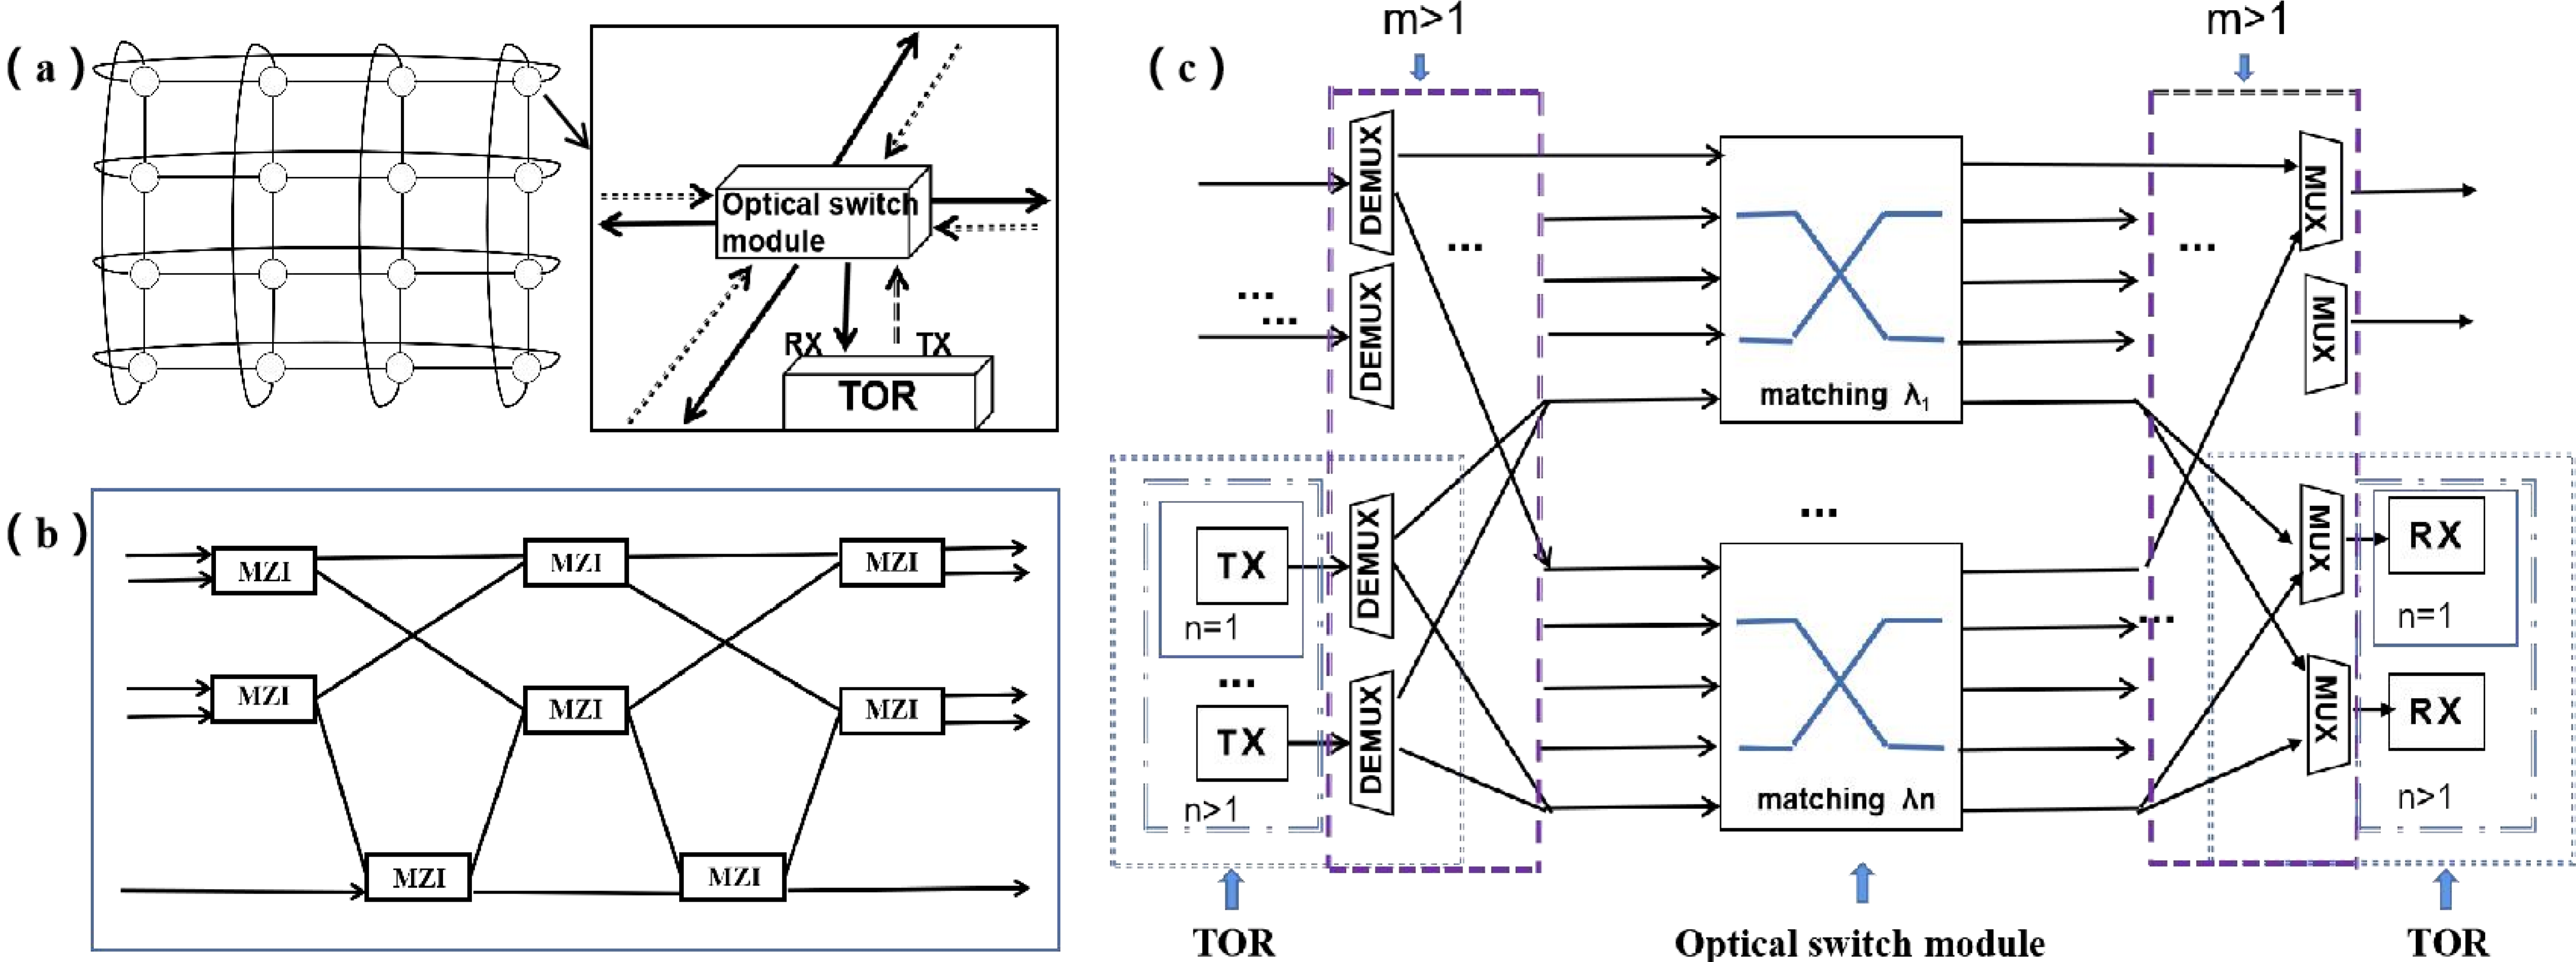 ( a )
Optical switch
module
RX
TX
TOR
( b )
MZI
MZI
MZI
MZI
MZI
MZI
MZI
MZI
( c )
m>1
m>1
DEMUX
...
...
MUX
DEMUX
...
...
MUX
matching λ1
TX
n=1
DEMUX
...
MUX
RX
n=1
...
...
TX
n>1
DEMUX
matching λn
MUX
RX
n>1
TOR
Optical switch module
TOR